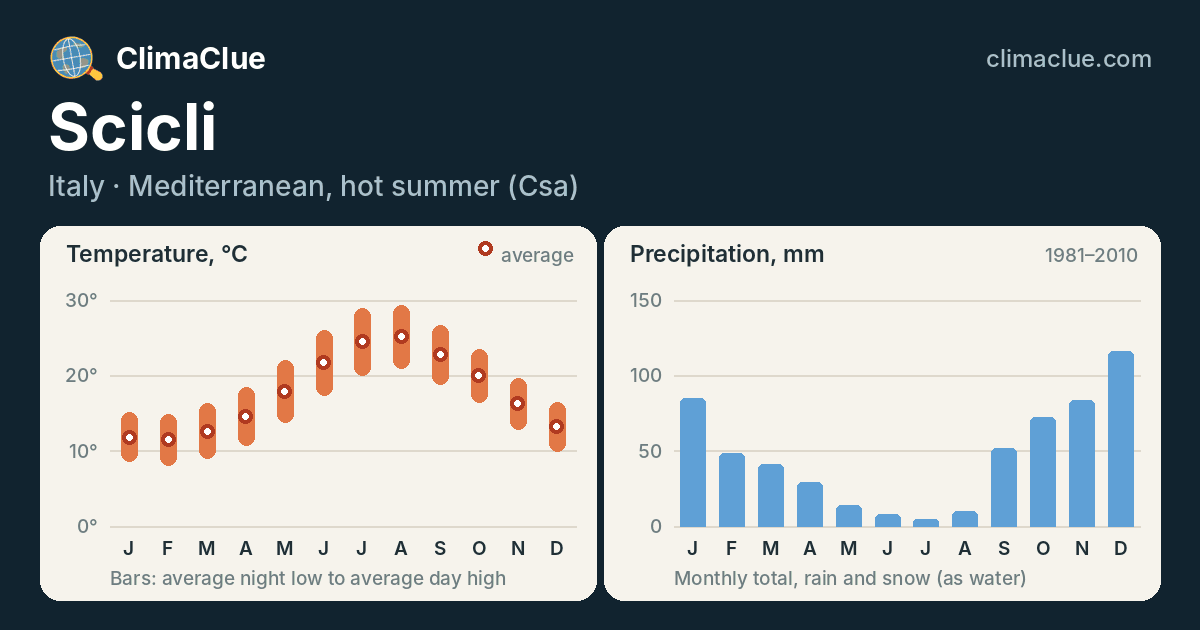 ClimaClue
climaclue.com
Scicli
Italy · Mediterranean, hot summer (Csa)
Temperature, °C
average
30°
20°
10°
0°
J F M A M J J A S O N D
Bars: average night low to average day high
Precipitation, mm
1981–2010
150
100
50
0
J F M A M J J A S O N D
Monthly total, rain and snow (as water)